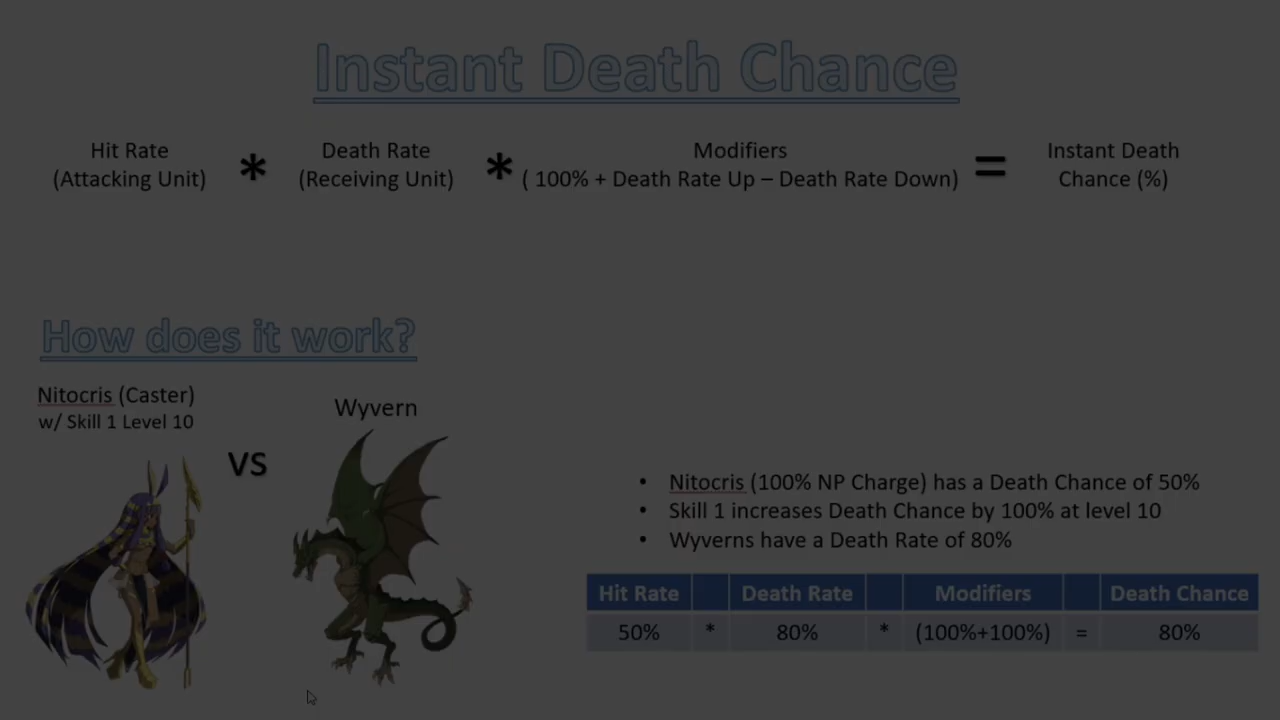 Instant Death Chance
Hit Rate
(Attacking Unit)
*
Death Rate
(Receiving Unit)
*
Modifiers
( 100% + Death Rate Up – Death Rate Down)
=
Instant Death
Chance (%)
How does it work?
Nitocris (Caster)
w/ Skill 1 Level 10
VS
Wyvern
• Nitocris (100% NP Charge) has a Death Chance of 50%
• Skill 1 increases Death Chance by 100% at level 10
• Wyverns have a Death Rate of 80%
Hit Rate Death Rate Modifiers Death Chance
50% * 80% * (100%+100%) = 80%